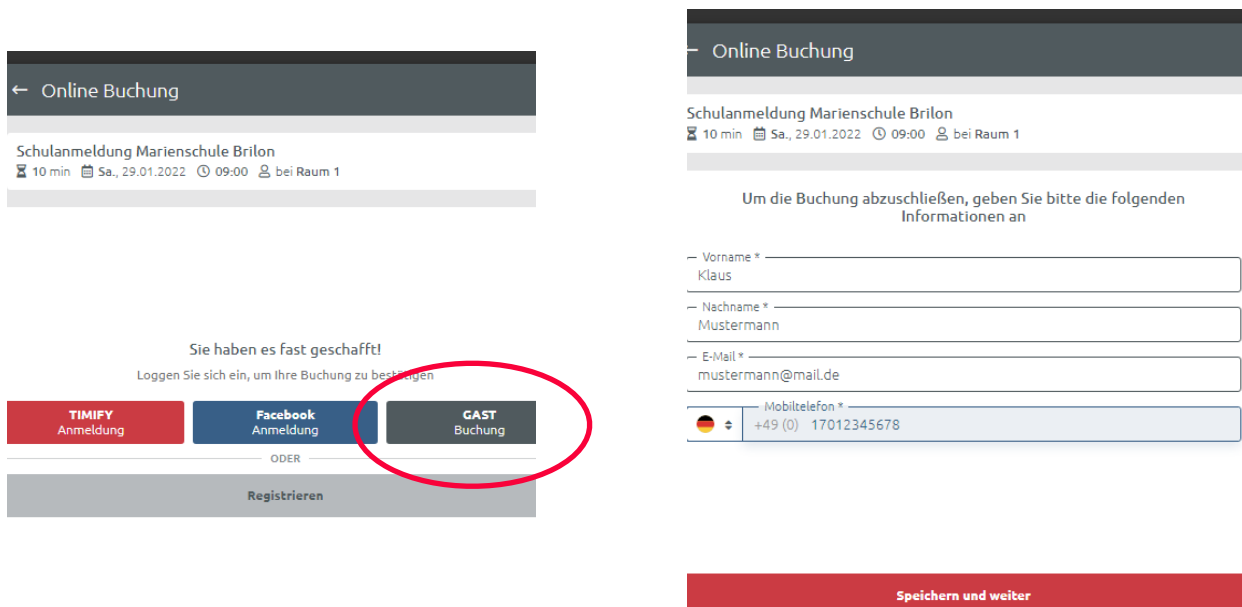 ← Online Buchung
Schulanmeldung Marienschule Brilon
10 min Sa., 29.01.2022 09:00 bei Raum 1
Sie haben es fast geschafft!
Loggen Sie sich ein, um Ihre Buchung zu bestätigen
TIMIFY
Anmeldung
Facebook
Anmeldung
GAST
Buchung
ODER
Registrieren
Online Buchung
Schulanmeldung Marienschule Brilon
10 min Sa., 29.01.2022 09:00 bei Raum 1
Um die Buchung abzuschließen, geben Sie bitte die folgenden
Informationen an
Vorname *
Klaus
Nachname *
Mustermann
E-Mail *
mustermann@mail.de
Mobiltelefon *
+49 (0) 17012345678
Speichern und weiter